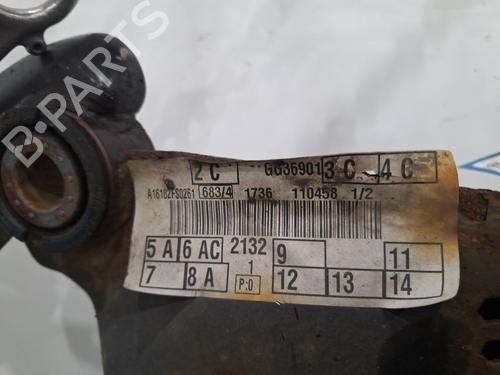 B-PARTS
2 C GG36901 3 C 4 C
A16182FS0261 683/4 1736 110458 1/2
5 A 6 AC 2132 9 11
7 8 A 1 P:0 12 13 14